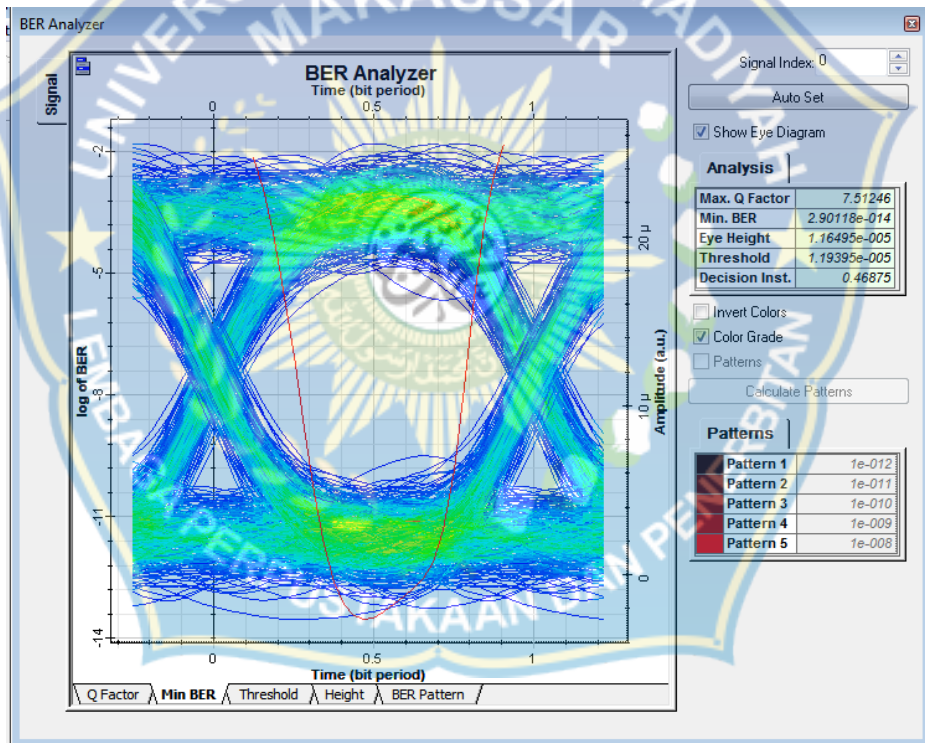 BER Analyzer
Signal
BER Analyzer
Time (bit period)
0 0.5 1
-2
-5
-8
-11
-14
log of BER
20 µ
10 µ
0
Amplitude (a.u.)
0 0.5 1
Time (bit period)
Q Factor Min BER Threshold Height BER Pattern
Signal Index: 0
Auto Set
Show Eye Diagram
Analysis
Max. Q Factor 7.51246
Min. BER 2.90118e-014
Eye Height 1.16495e-005
Threshold 1.19395e-005
Decision Inst. 0.46875
Invert Colors
Color Grade
Patterns
Calculate Patterns
Patterns
Pattern 1 1e-012
Pattern 2 1e-011
Pattern 3 1e-010
Pattern 4 1e-009
Pattern 5 1e-008
MAKASSAR
PENERBITAN